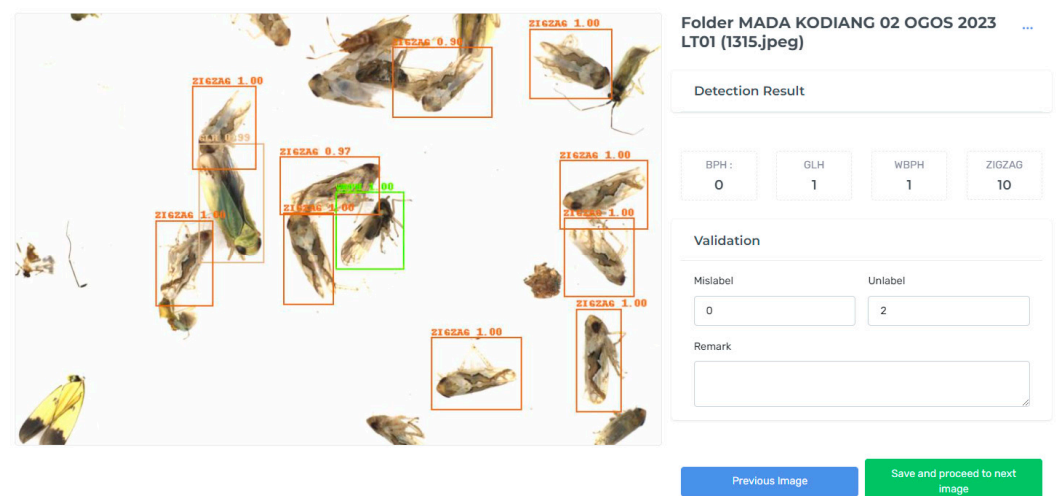 Folder MADA KODIANG 02 OGOS 2023
LT01 (1315.jpeg)
...
Detection Result
BPH :
0
GLH
1
WBPH
1
ZIGZAG
10
Validation
Mislabel
Unlabel
0
2
Remark
Previous Image
Save and proceed to next
image
ZIGZAG 1.00
ZIGZAG 0.90
ZIGZAG 1.00
ZIGZAG 0.97
ZIGZAG 1.00
ZIGZAG 1.00
ZIGZAG 1.00
ZIGZAG 1.00
ZIGZAG 1.00
ZIGZAG 1.00